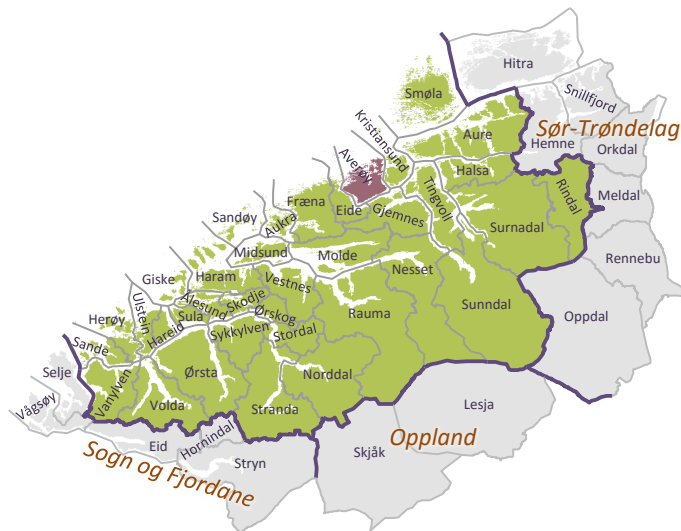 Hitra
Smøla
Snillfjord
Kristiansund
Aure
Sør-Trøndelag
Hemne
Orkdal
Averøy
Halsa
Rindal
Meldal
Tingvoll
Fræna
Eide
Gjemnes
Sandøy
Aukra
Surnadal
Midsund
Molde
Rennebu
Nesset
Giske
Haram
Vestnes
Sunndal
Ulstein
Ålesund
Skodje
Rauma
Oppdal
Herøy
Sula
Ørskog
Hareid
Sykkylven
Stordal
Sande
Selje
Ørsta
Norddal
Vanylven
Volda
Stranda
Lesja
Vågsøy
Eid
Hornindal
Oppland
Skjåk
Stryn
Sogn og Fjordane